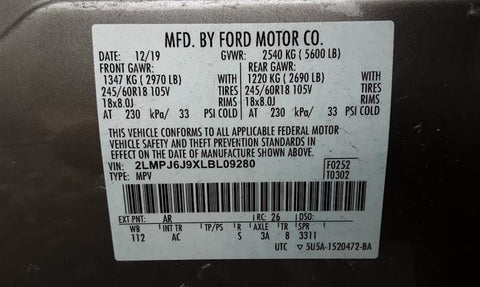 MFD. BY FORD MOTOR CO.
DATE: 12/19 GVWR: 2540 KG ( 5600 LB)
FRONT GAWR: REAR GAWR:
1347 KG ( 2970 LB) WITH 1220 KG ( 2690 LB) WITH
245/60R18 105V TIRES 245/60R18 105V TIRES
18x8.0J RIMS 18x8.0J RIMS
AT 230 kPa/ 33 PSI COLD AT 230 kPa/ 33 PSI COLD
THIS VEHICLE CONFORMS TO ALL APPLICABLE FEDERAL MOTOR
VEHICLE SAFETY AND THEFT PREVENTION STANDARDS IN
EFFECT ON THE DATE OF MANUFACTURE SHOWN ABOVE.
VIN: 2LMPJ6J9XLBL09280 F0252
TYPE: MPV T0302
EXT PNT: AR RC: 26 DSO:
WB INT TR TP/PS R AXLE TR SPR
112 AC S 3A 8 3311
UTC ▽ 5U5A-1520472-BA